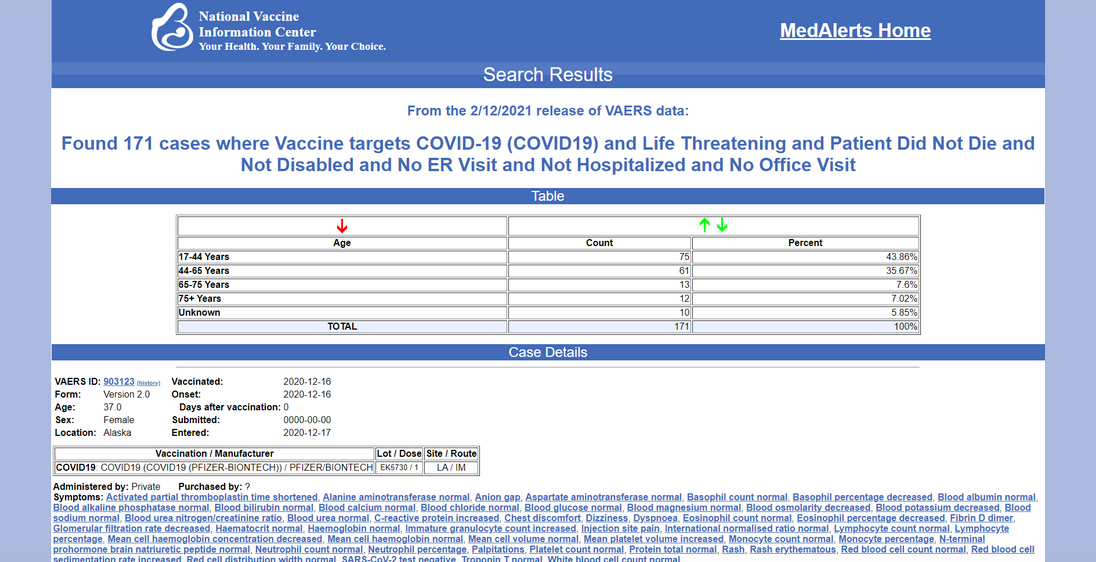 National Vaccine
Information Center
Your Health. Your Family. Your Choice.
MedAlerts Home
Search Results
From the 2/12/2021 release of VAERS data:
Found 171 cases where Vaccine targets COVID-19 (COVID19) and Life Threatening and Patient Did Not Die and
Not Disabled and No ER Visit and Not Hospitalized and No Office Visit
Table
Age Count Percent
17-44 Years 75 43.86%
44-65 Years 61 35.67%
65-75 Years 13 7.6%
75+ Years 12 7.02%
Unknown 10 5.85%
TOTAL 171 100%
Case Details
VAERS ID: 903123 (history) Vaccinated: 2020-12-16
Form: Version 2.0 Onset: 2020-12-16
Age: 37.0 Days after vaccination: 0
Sex: Female Submitted: 0000-00-00
Location: Alaska Entered: 2020-12-17
Vaccination / Manufacturer Lot / Dose Site / Route
COVID19: COVID19 (COVID19 (PFIZER-BIONTECH)) / PFIZER/BIONTECH EK5730 / 1 LA / IM
Administered by: Private Purchased by: ?
Symptoms: Activated partial thromboplastin time shortened, Alanine aminotransferase normal, Anion gap, Aspartate aminotransferase normal, Basophil count normal, Basophil percentage decreased, Blood albumin normal,
Blood alkaline phosphatase normal, Blood bilirubin normal, Blood calcium normal, Blood chloride normal, Blood glucose normal, Blood magnesium normal, Blood osmolarity decreased, Blood potassium decreased, Blood
sodium normal, Blood urea nitrogen/creatinine ratio, Blood urea normal, C-reactive protein increased, Chest discomfort, Dizziness, Dyspnoea, Eosinophil count normal, Eosinophil percentage decreased, Fibrin D dimer,
Glomerular filtration rate decreased, Haematocrit normal, Haemoglobin normal, Immature granulocyte count increased, Injection site pain, International normalised ratio normal, Lymphocyte count normal, Lymphocyte
percentage, Mean cell haemoglobin concentration decreased, Mean cell haemoglobin normal, Mean cell volume normal, Mean platelet volume increased, Monocyte count normal, Monocyte percentage, N-terminal
prohormone brain natriuretic peptide normal, Neutrophil count normal, Neutrophil percentage, Palpitations, Platelet count normal, Protein total normal, Rash, Rash erythematous, Red blood cell count normal, Red blood cell
sedimentation rate increased, Red cell distribution width normal, SARS-CoV-2 test negative, Troponin T normal, White blood cell count normal